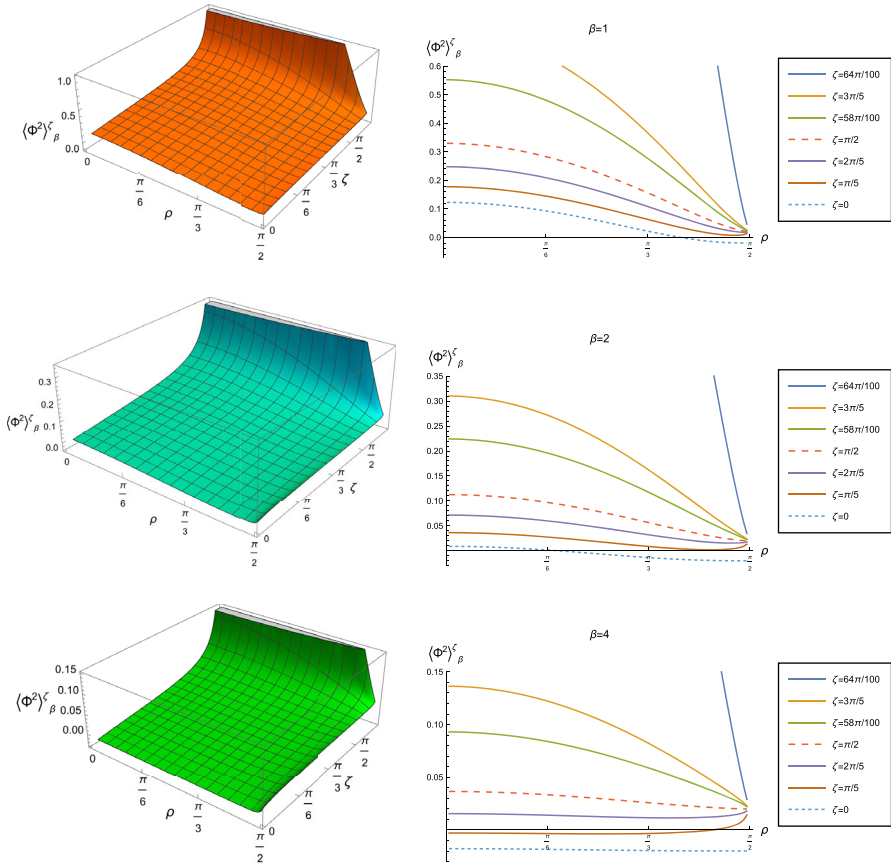 β=1
⟨Φ²⟩^ζ_β
1.0
0.5
0.0
0
π/6
ρ
π/3
π/2
0
π/6
π/3
ζ
π/2
⟨Φ²⟩^ζ_β
0.6
0.5
0.4
0.3
0.2
0.1
0.0
π/6
π/3
π/2
ρ
ζ=64π/100
ζ=3π/5
ζ=58π/100
ζ=π/2
ζ=2π/5
ζ=π/5
ζ=0
β=2
⟨Φ²⟩^ζ_β
0.3
0.2
0.1
0.0
0
π/6
ρ
π/3
π/2
0
π/6
π/3
ζ
π/2
⟨Φ²⟩^ζ_β
0.35
0.30
0.25
0.20
0.15
0.10
0.05
π/6
π/3
π/2
ρ
ζ=64π/100
ζ=3π/5
ζ=58π/100
ζ=π/2
ζ=2π/5
ζ=π/5
ζ=0
β=4
⟨Φ²⟩^ζ_β
0.15
0.10
0.05
0.00
0
π/6
ρ
π/3
π/2
0
π/6
π/3
ζ
π/2
⟨Φ²⟩^ζ_β
0.15
0.10
0.05
π/6
π/3
π/2
ρ
ζ=64π/100
ζ=3π/5
ζ=58π/100
ζ=π/2
ζ=2π/5
ζ=π/5
ζ=0